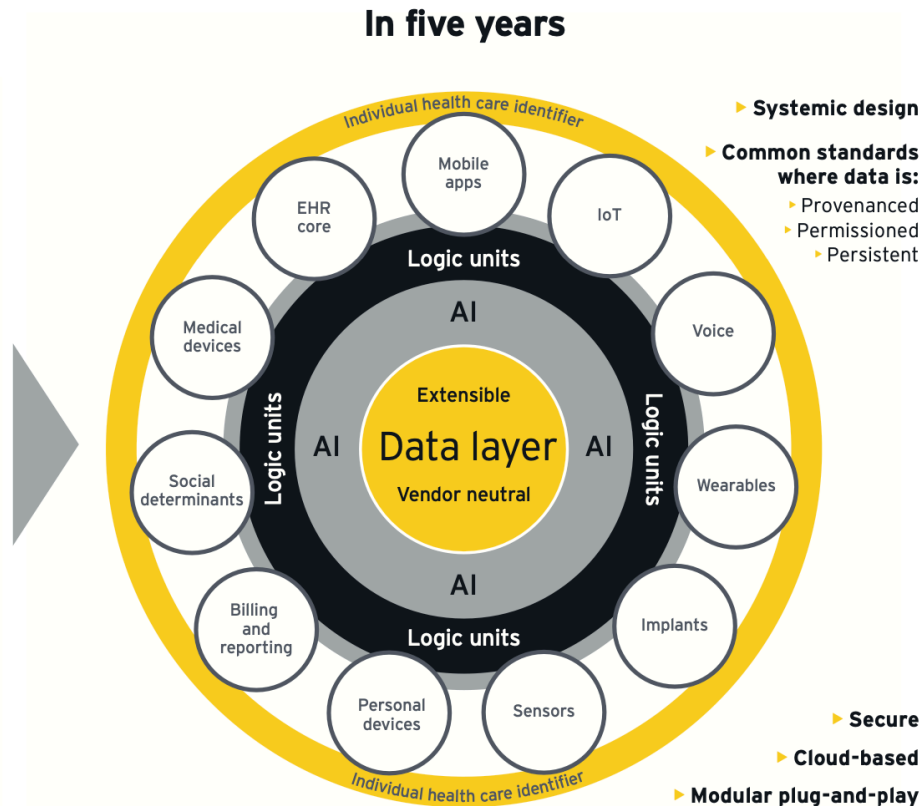 In five years
Individual health care identifier
Systemic design
Common standards
where data is:
Provenanced
Permissioned
Persistent
Mobile
apps
EHR
core
IoT
Logic units
Medical
devices
AI
Voice
Extensible
Logic units
AI
Data layer
AI
Logic units
Vendor neutral
Social
determinants
Wearables
AI
Billing
and
reporting
Logic units
Implants
Personal
devices
Sensors
Individual health care identifier
Secure
Cloud-based
Modular plug-and-play